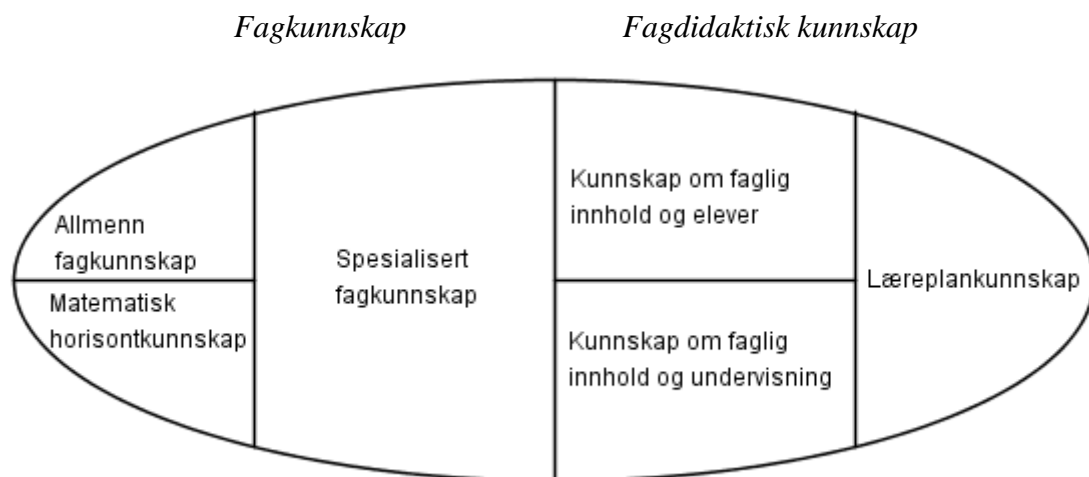 Fagkunnskap
Fagdidaktisk kunnskap
Allmenn
fagkunnskap
Matematisk
horisontkunnskap
Spesialisert
fagkunnskap
Kunnskap om faglig
innhold og elever
Kunnskap om faglig
innhold og undervisning
Læreplankunnskap